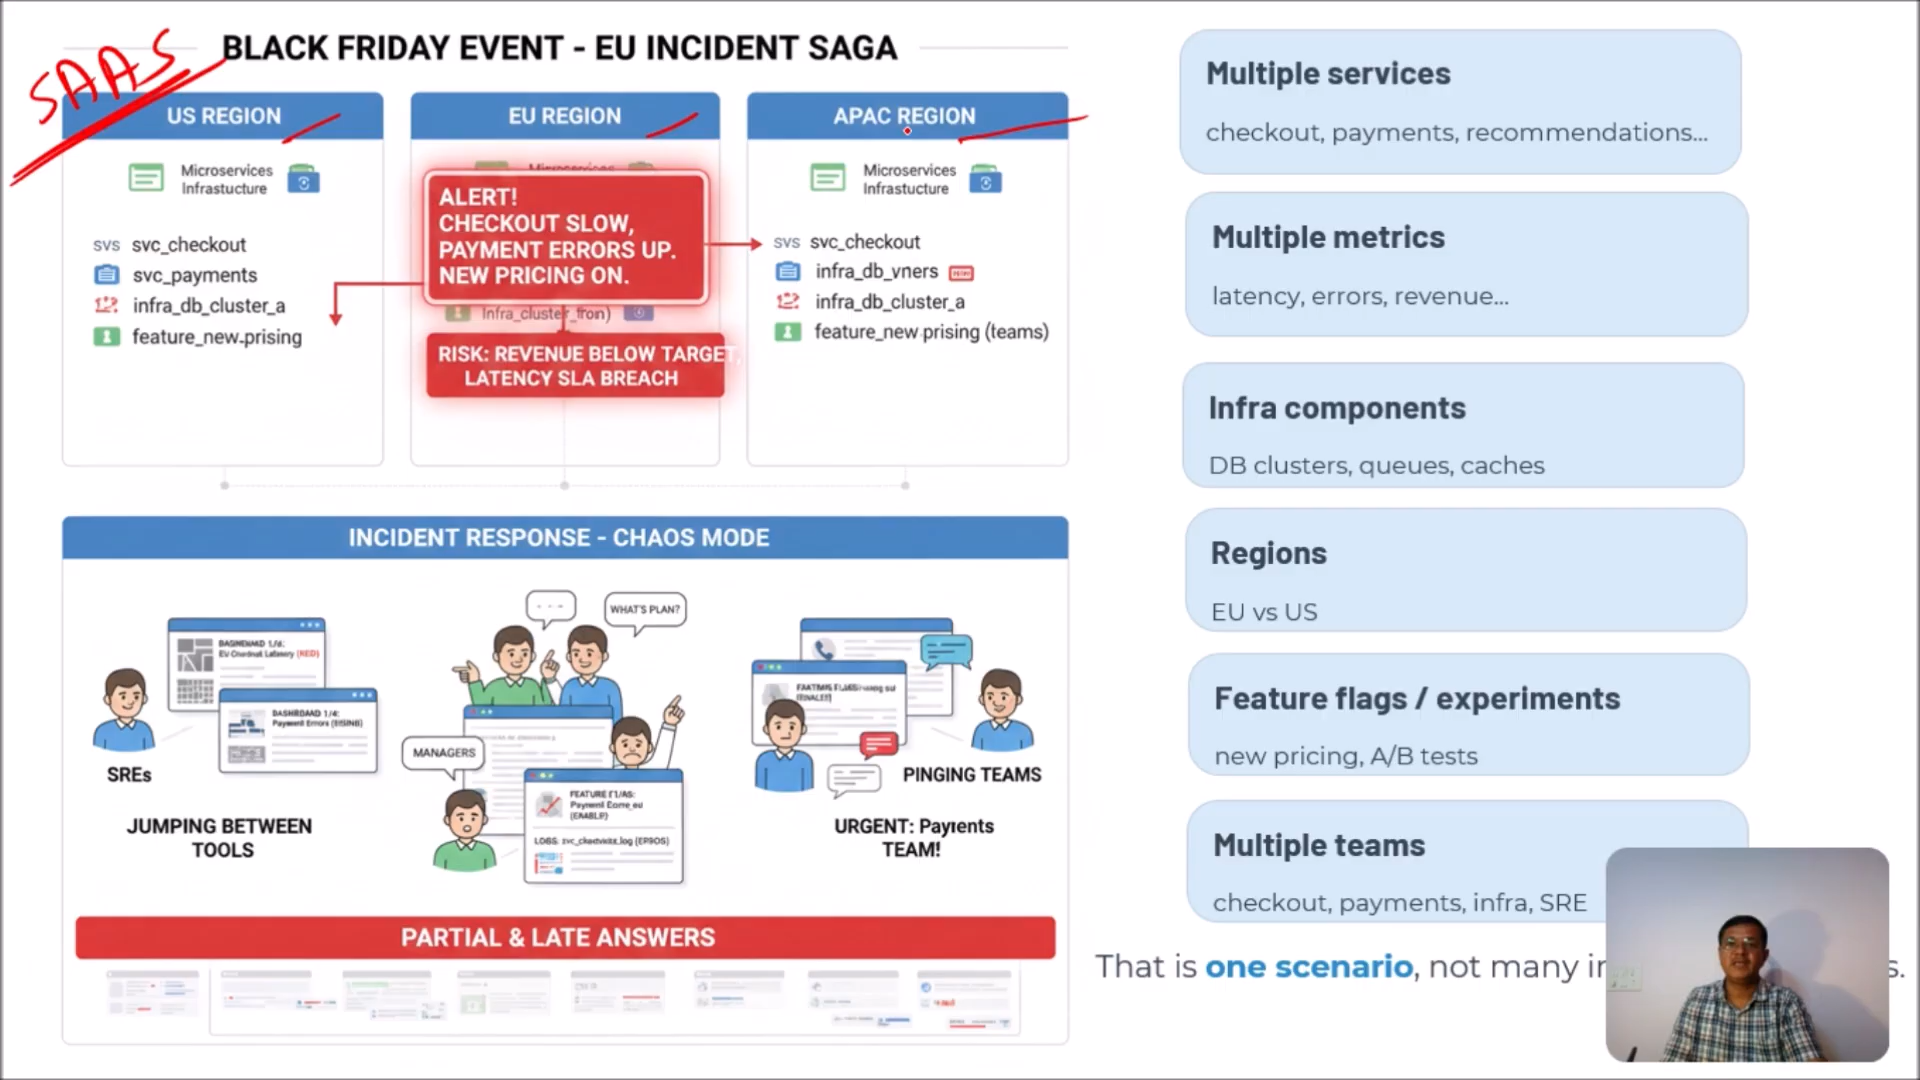 SAAS
BLACK FRIDAY EVENT - EU INCIDENT SAGA
US REGION
Microservices
Infrastucture
svs svc_checkout
svc_payments
infra_db_cluster_a
feature_new.prising
EU REGION
Microservices
ALERT!
CHECKOUT SLOW,
PAYMENT ERRORS UP.
NEW PRICING ON.
Infra_cluster_fron)
RISK: REVENUE BELOW TARGET,
LATENCY SLA BREACH
APAC REGION
Microservices
Infrastucture
svs svc_checkout
infra_db_vners
infra_db_cluster_a
feature_new prising (teams)
INCIDENT RESPONSE - CHAOS MODE
SREs
JUMPING BETWEEN
TOOLS
WHAT'S PLAN?
MANAGERS
PINGING TEAMS
URGENT: Payrents
TEAM!
PARTIAL & LATE ANSWERS
Multiple services
checkout, payments, recommendations...
Multiple metrics
latency, errors, revenue...
Infra components
DB clusters, queues, caches
Regions
EU vs US
Feature flags / experiments
new pricing, A/B tests
Multiple teams
checkout, payments, infra, SRE
That is one scenario, not many